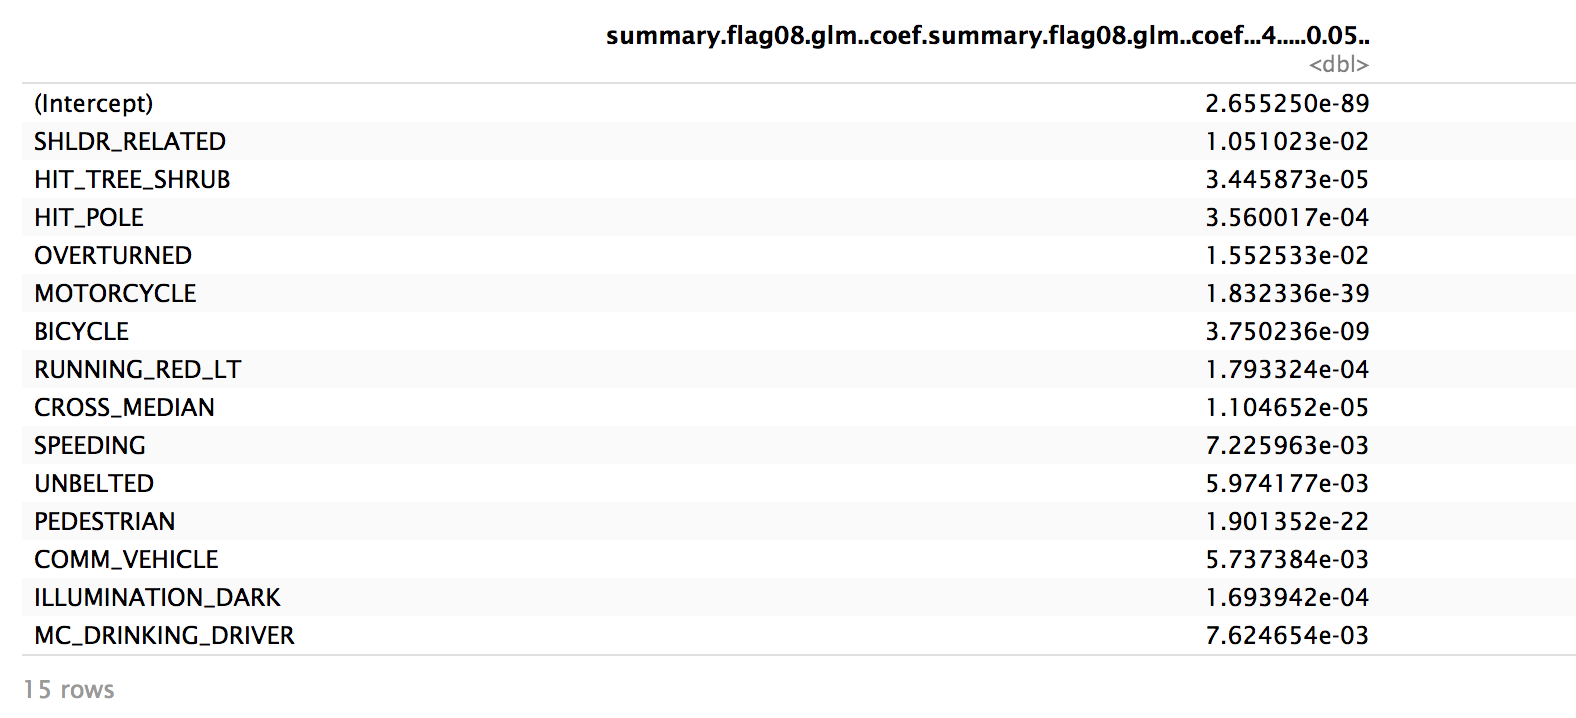 summary.flag08.glm..coef.summary.flag08.glm..coef...4.....0.05..
<dbl>
(Intercept) 2.655250e-89
SHLDR_RELATED 1.051023e-02
HIT_TREE_SHRUB 3.445873e-05
HIT_POLE 3.560017e-04
OVERTURNED 1.552533e-02
MOTORCYCLE 1.832336e-39
BICYCLE 3.750236e-09
RUNNING_RED_LT 1.793324e-04
CROSS_MEDIAN 1.104652e-05
SPEEDING 7.225963e-03
UNBELTED 5.974177e-03
PEDESTRIAN 1.901352e-22
COMM_VEHICLE 5.737384e-03
ILLUMINATION_DARK 1.693942e-04
MC_DRINKING_DRIVER 7.624654e-03
15 rows